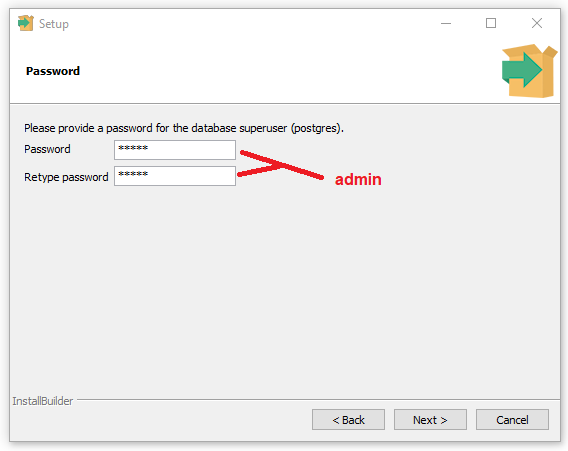 Setup
Password
Please provide a password for the database superuser (postgres).
Password *****
Retype password *****
admin
InstallBuilder
< Back Next > Cancel